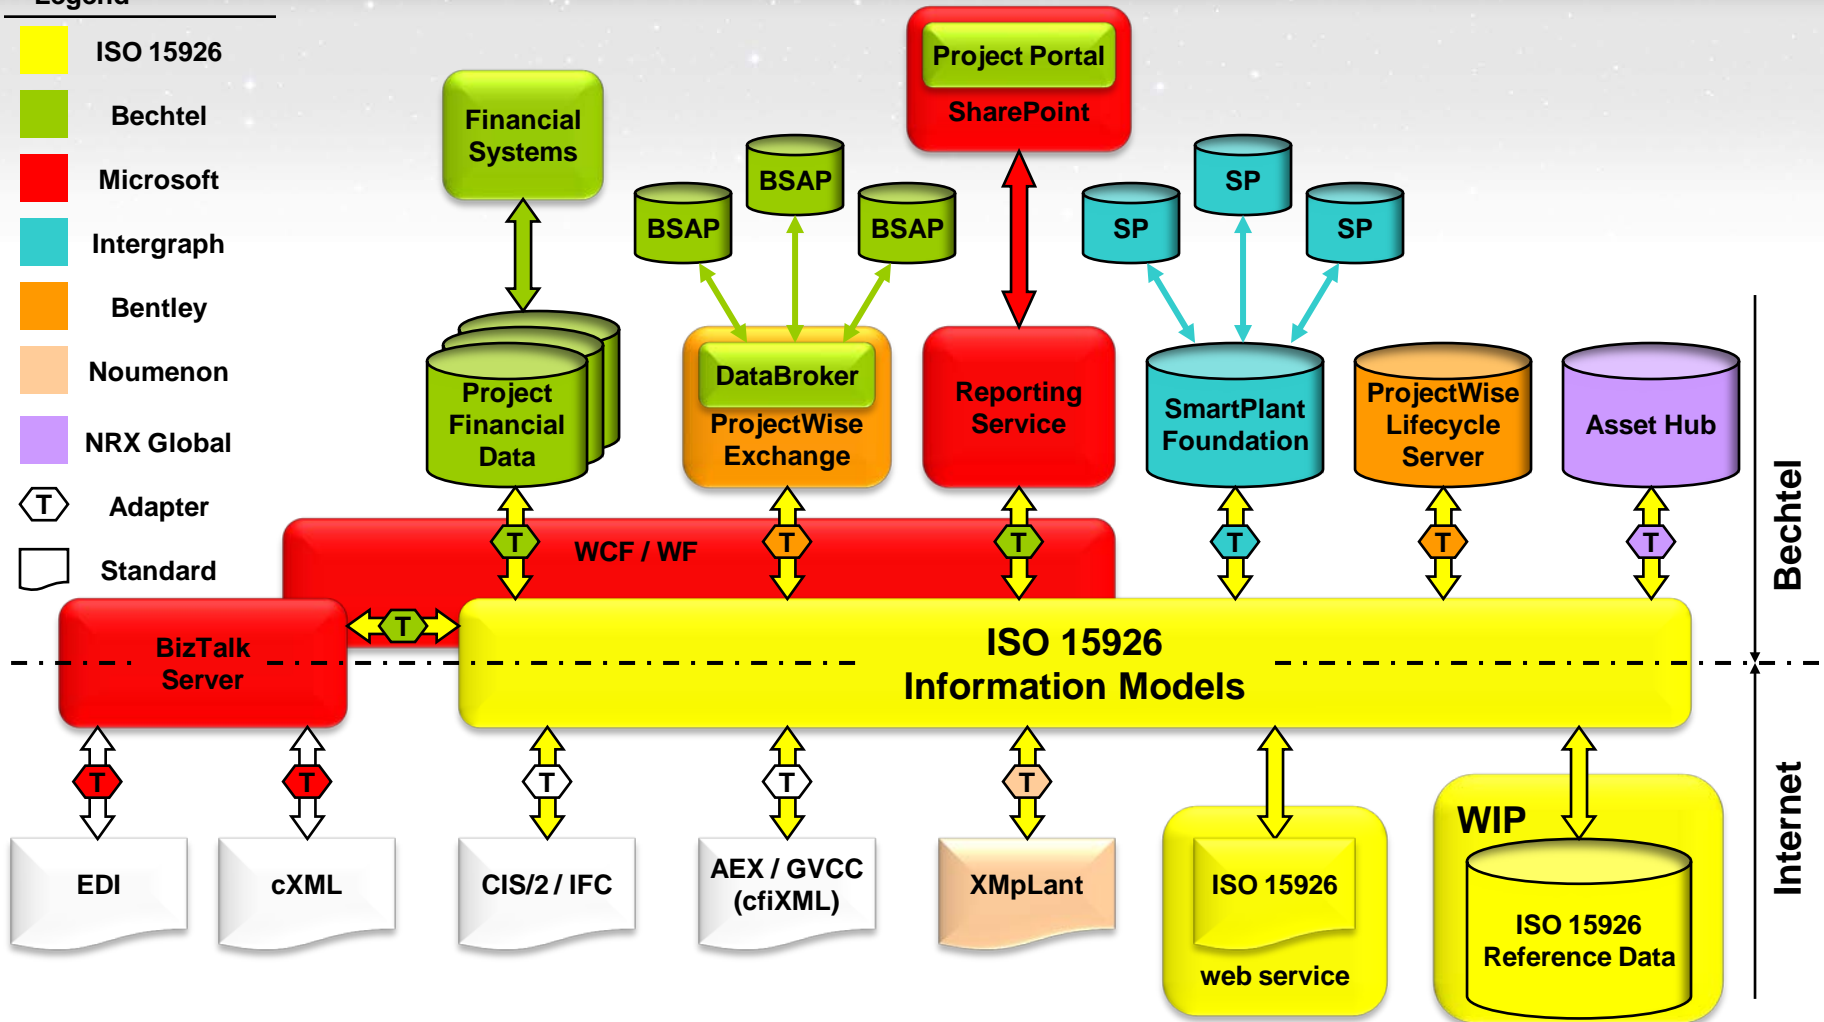 Legend
ISO 15926
Bechtel
Microsoft
Intergraph
Bentley
Noumenon
NRX Global
T
Adapter
Standard
Project Portal
SharePoint
Financial
Systems
BSAP
BSAP
BSAP
SP
SP
SP
Project
Financial
Data
DataBroker
ProjectWise
Exchange
Reporting
Service
SmartPlant
Foundation
ProjectWise
Lifecycle
Server
Asset Hub
T
T
T
T
T
T
WCF / WF
T
BizTalk
Server
ISO 15926
Information Models
Bechtel
Internet
T
T
T
T
T
EDI
cXML
CIS/2 / IFC
AEX / GVCC
(cfiXML)
XMpLant
ISO 15926
web service
WIP
ISO 15926
Reference Data